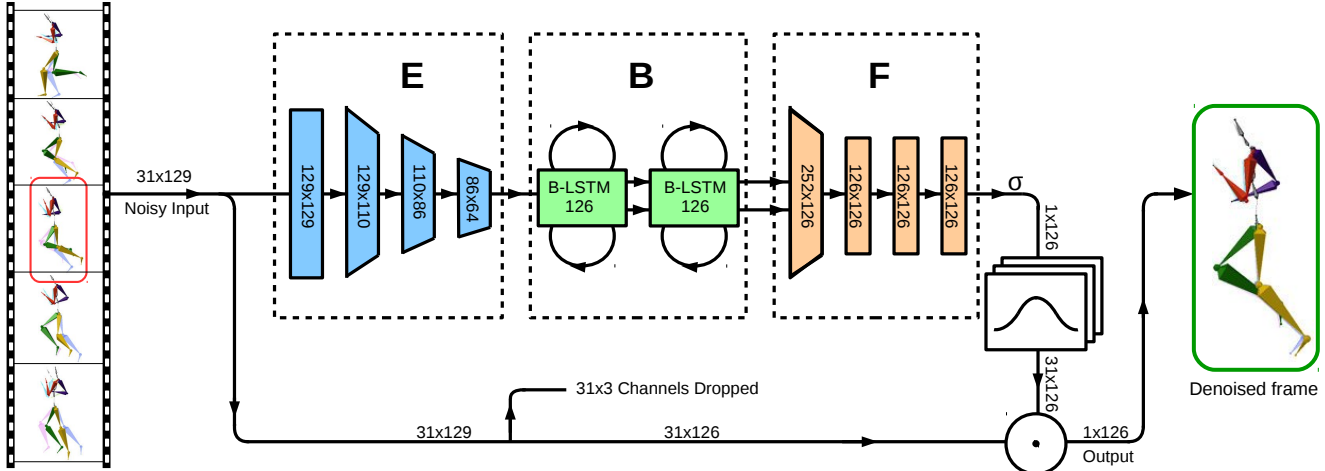 31x129
Noisy Input
E
129x129
129x110
110x86
86x64
B
B-LSTM
126
B-LSTM
126
F
252x126
126x126
126x126
126x126
σ
1x126
31x126
31x3 Channels Dropped
31x129
31x126
1x126
Output
Denoised frame